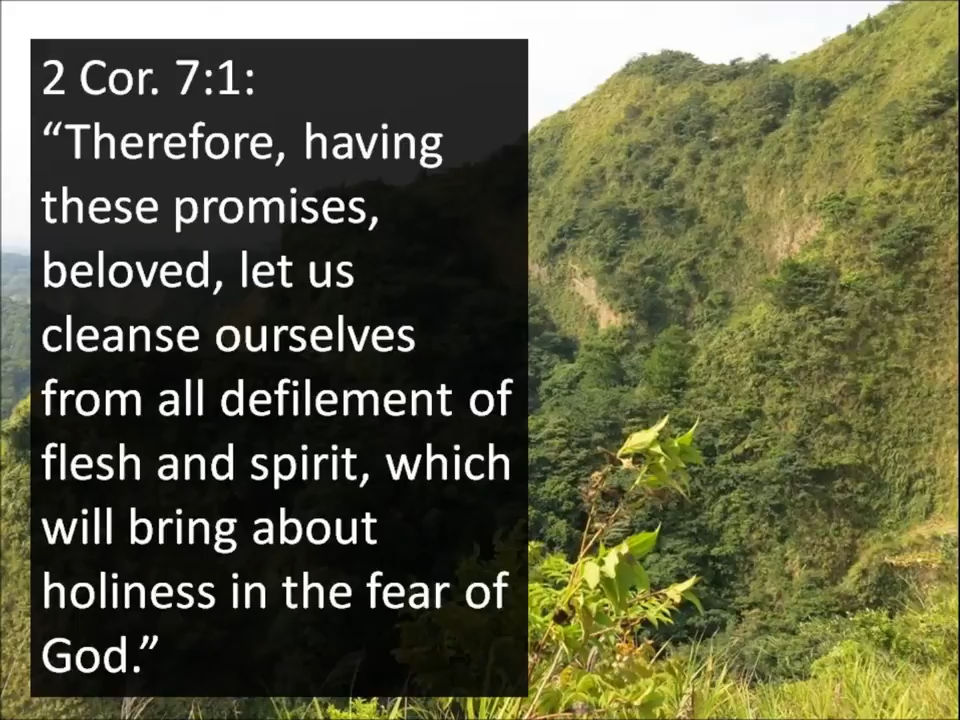 2 Cor. 7:1:
“Therefore, having
these promises,
beloved, let us
cleanse ourselves
from all defilement of
flesh and spirit, which
will bring about
holiness in the fear of
God.”